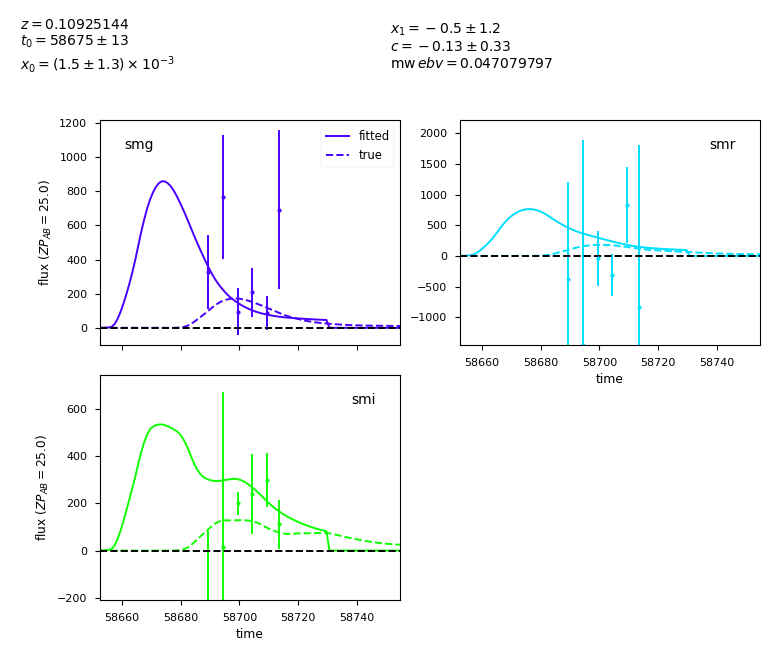 z = 0.10925144
t₀ = 58675 ± 13
x₀ = (1.5 ± 1.3) × 10⁻³
x₁ = −0.5 ± 1.2
c = −0.13 ± 0.33
mw ebv = 0.047079797
1200
1000
800
600
400
200
0
flux (ZP_AB = 25.0)
smg
fitted
true
2000
1500
1000
500
0
−500
−1000
smr
58660 58680 58700 58720 58740
time
600
400
200
0
−200
flux (ZP_AB = 25.0)
smi
58660 58680 58700 58720 58740
time